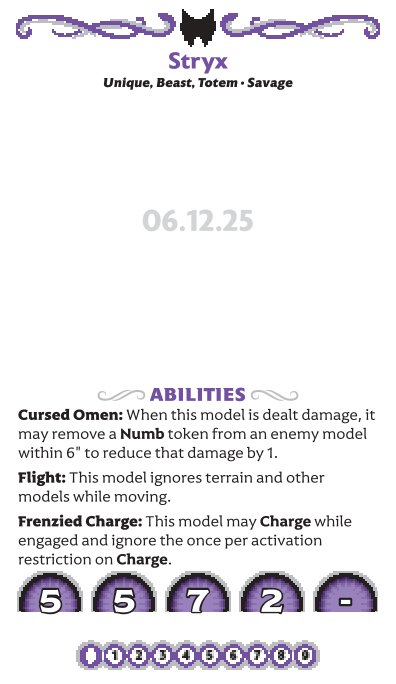 Stryx
Unique, Beast, Totem • Savage
06.12.25
ABILITIES
Cursed Omen: When this model is dealt damage, it
may remove a Numb token from an enemy model
within 6" to reduce that damage by 1.
Flight: This model ignores terrain and other
models while moving.
Frenzied Charge: This model may Charge while
engaged and ignore the once per activation
restriction on Charge.
5 5 7 2 -
1 2 3 4 5 6 7 8 9